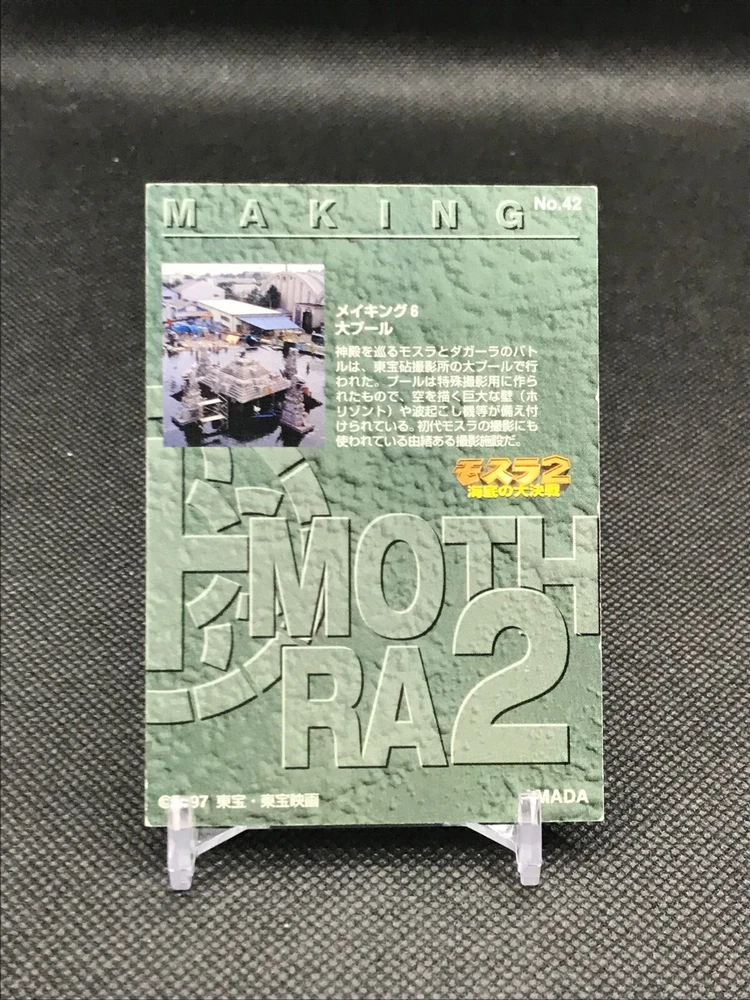 MAKING
No.42
メイキング6
大プール
神殿を巡るモスラとダガーラのバト
ルは、東宝砧撮影所の大プールで行
われた。プールは特殊撮影用に作ら
れたもので、空を描く巨大な壁（ホ
リゾント）や波起こし機等が備え付
けられている。初代モスラの撮影にも
使われている由緒ある撮影施設だ。
モスラ2
海底の大決戦
MOTH
RA2
97 東宝・東宝映画